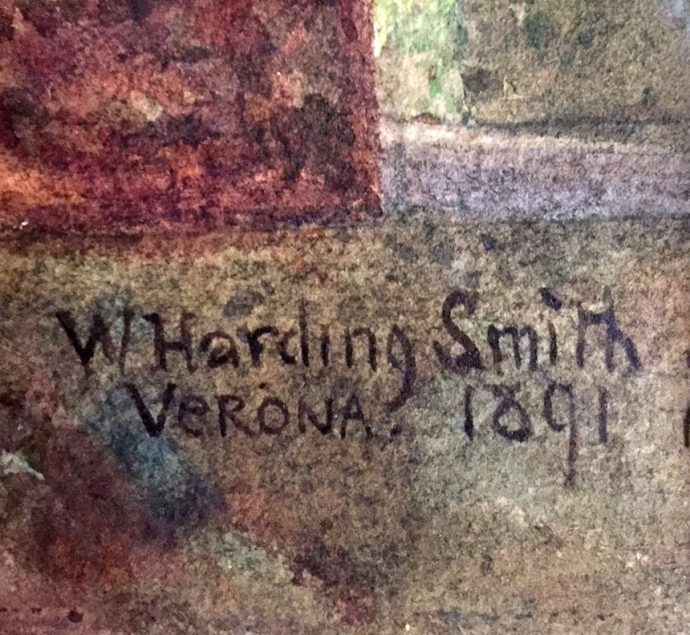 W Harding Smith
VERONA. 1891